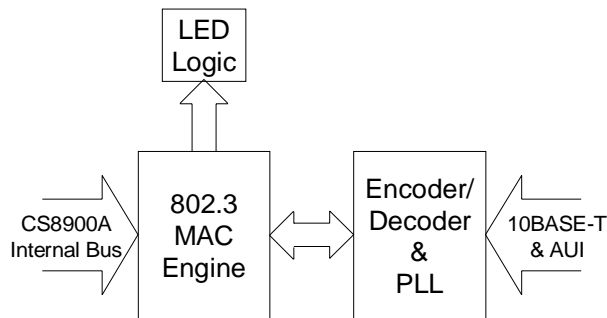 LED
Logic
CS8900A
Internal Bus
802.3
MAC
Engine
Encoder/
Decoder
&
PLL
10BASE-T
& AUI